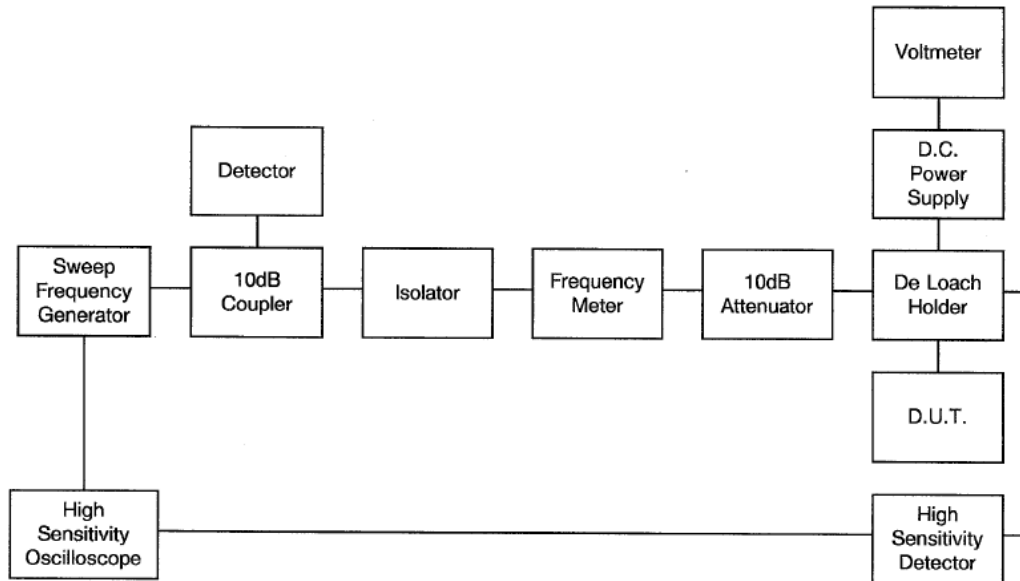 Voltmeter
D.C.
Power
Supply
Detector
Sweep
Frequency
Generator
10dB
Coupler
Isolator
Frequency
Meter
10dB
Attenuator
De Loach
Holder
D.U.T.
High
Sensitivity
Oscilloscope
High
Sensitivity
Detector